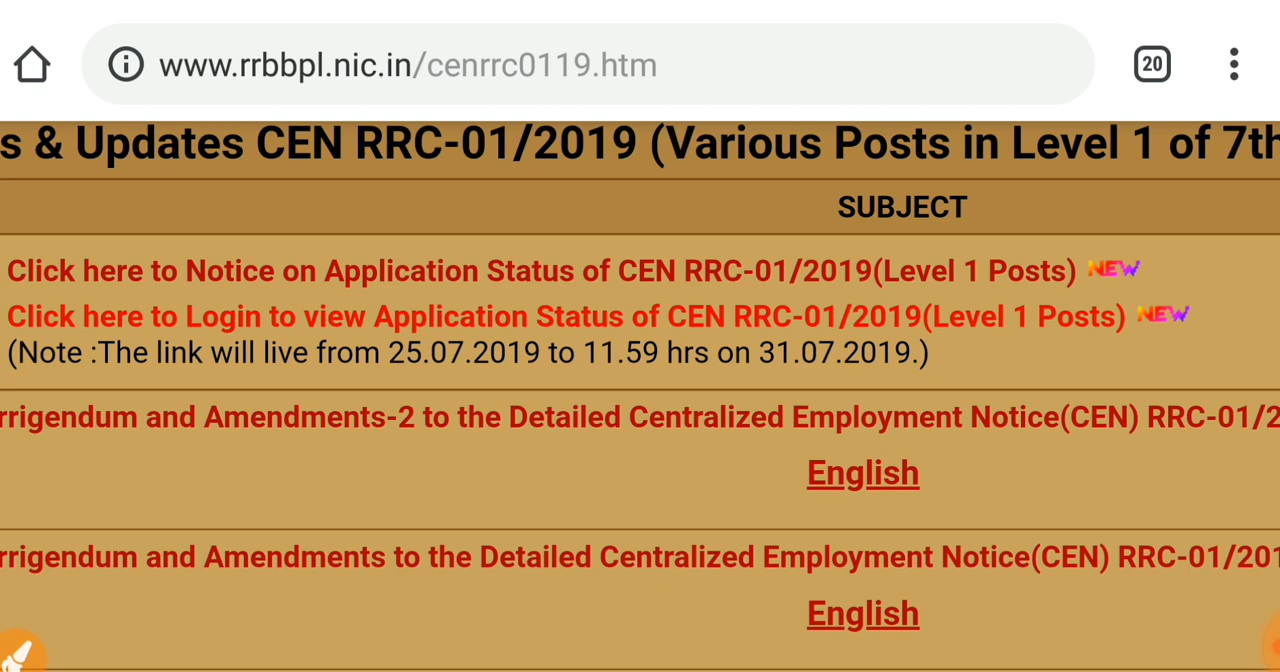 www.rrbbpl.nic.in/cenrrc0119.htm
20
s & Updates CEN RRC-01/2019 (Various Posts in Level 1 of 7th
SUBJECT
Click here to Notice on Application Status of CEN RRC-01/2019(Level 1 Posts) NEW
Click here to Login to view Application Status of CEN RRC-01/2019(Level 1 Posts) NEW
(Note :The link will live from 25.07.2019 to 11.59 hrs on 31.07.2019.)
rrigendum and Amendments-2 to the Detailed Centralized Employment Notice(CEN) RRC-01/2
English
rrigendum and Amendments to the Detailed Centralized Employment Notice(CEN) RRC-01/201
English